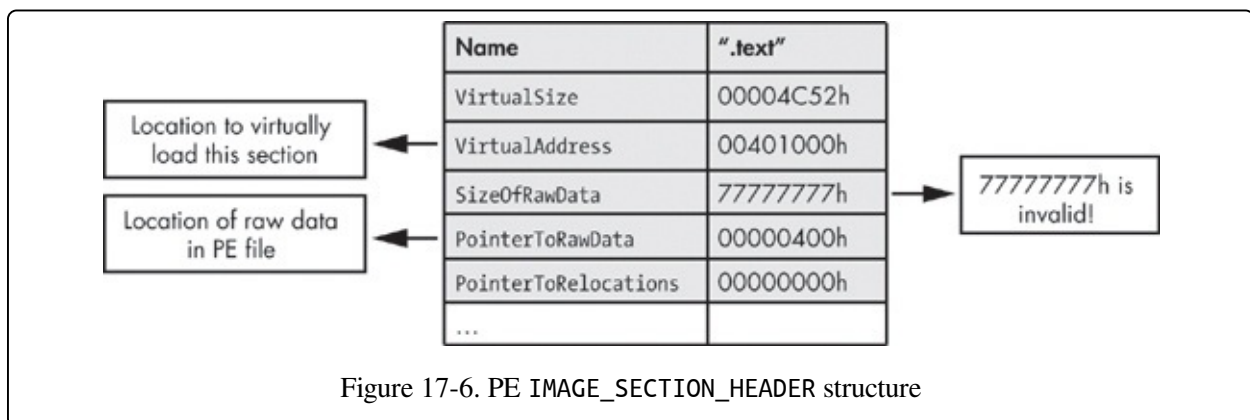 Name ".text"
VirtualSize 00004C52h
Location to virtually
load this section
VirtualAddress 00401000h
SizeOfRawData 77777777h
77777777h is
invalid!
Location of raw data
in PE file
PointerToRawData 00000400h
PointerToRelocations 00000000h
...
Figure 17-6. PE IMAGE_SECTION_HEADER structure